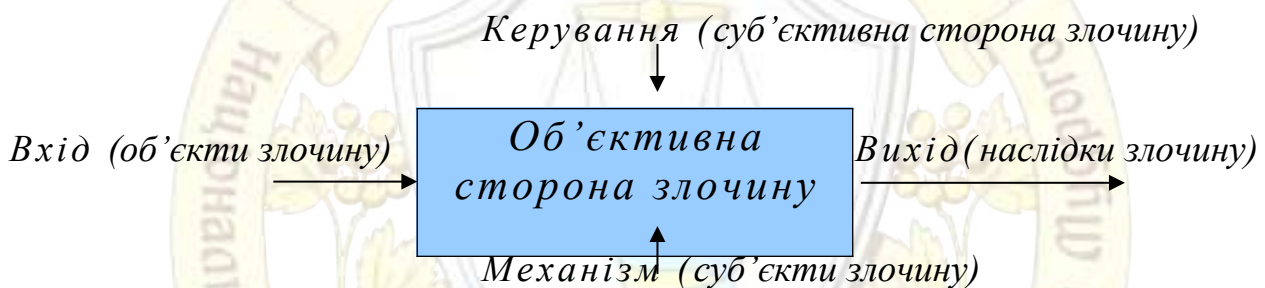 Керування (суб’єктивна сторона злочину)
Вхід (об’єкти злочину)
Об’єктивна
сторона злочину
Вихід(наслідки злочину)
Механізм (суб’єкти злочину)